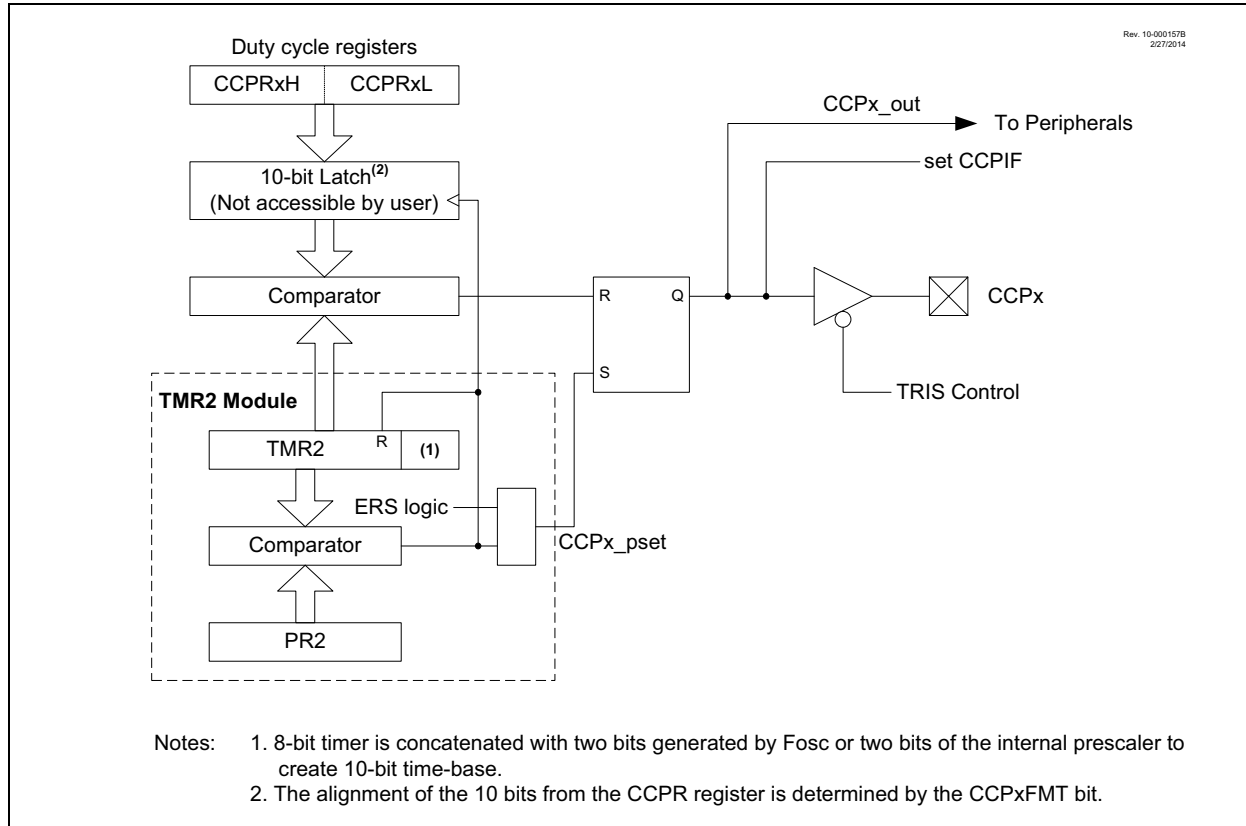 Rev. 10-000157B
2/27/2014
Duty cycle registers
CCPRxH CCPRxL
CCPx_out
To Peripherals
set CCPIF
10-bit Latch(2)
(Not accessible by user)
Comparator
R Q
CCPx
S
TRIS Control
TMR2 Module
R
TMR2 (1)
ERS logic
CCPx_pset
Comparator
PR2
Notes: 1. 8-bit timer is concatenated with two bits generated by Fosc or two bits of the internal prescaler to
create 10-bit time-base.
2. The alignment of the 10 bits from the CCPR register is determined by the CCPxFMT bit.